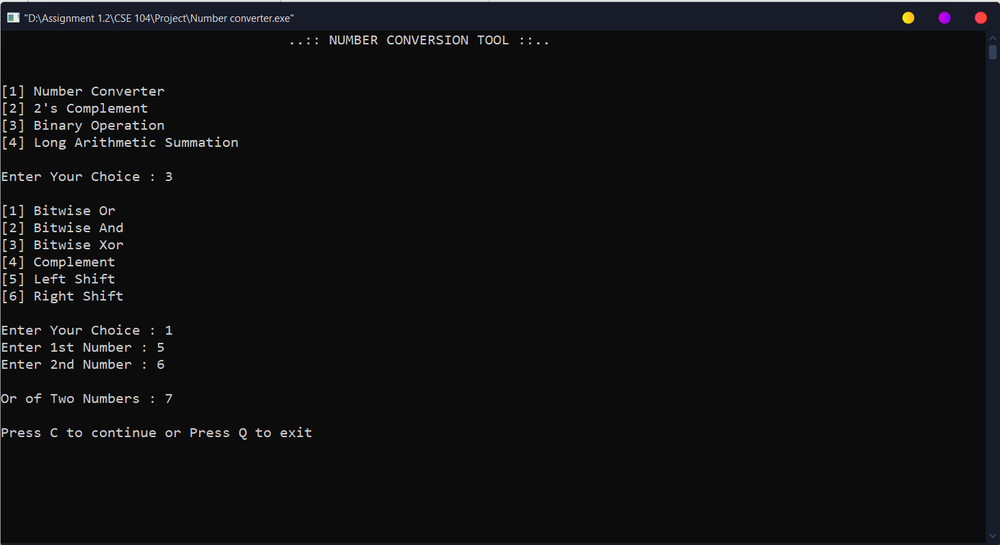 "D:\Assignment 1.2\CSE 104\Project\Number converter.exe"
..:: NUMBER CONVERSION TOOL ::..
[1] Number Converter
[2] 2's Complement
[3] Binary Operation
[4] Long Arithmetic Summation
Enter Your Choice : 3
[1] Bitwise Or
[2] Bitwise And
[3] Bitwise Xor
[4] Complement
[5] Left Shift
[6] Right Shift
Enter Your Choice : 1
Enter 1st Number : 5
Enter 2nd Number : 6
Or of Two Numbers : 7
Press C to continue or Press Q to exit